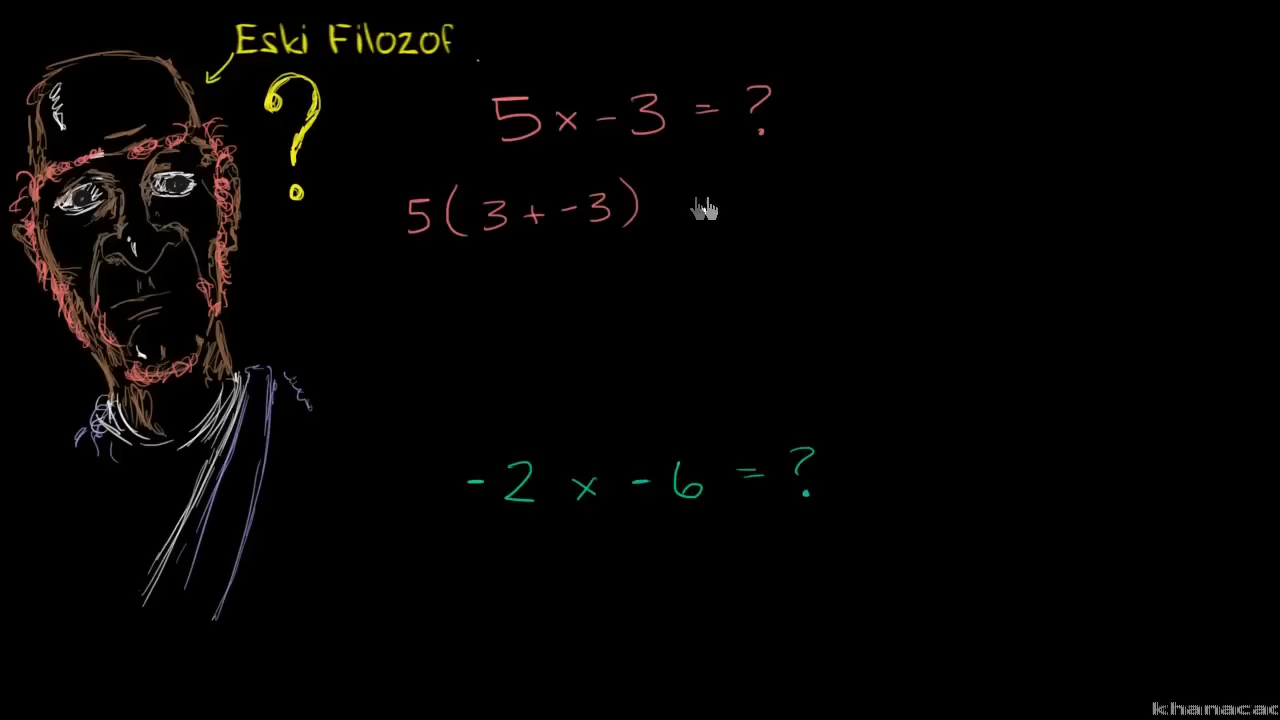 Eski Filozof
?
5 x -3 = ?
5(3 + -3)
-2 x -6 = ?
khanacac